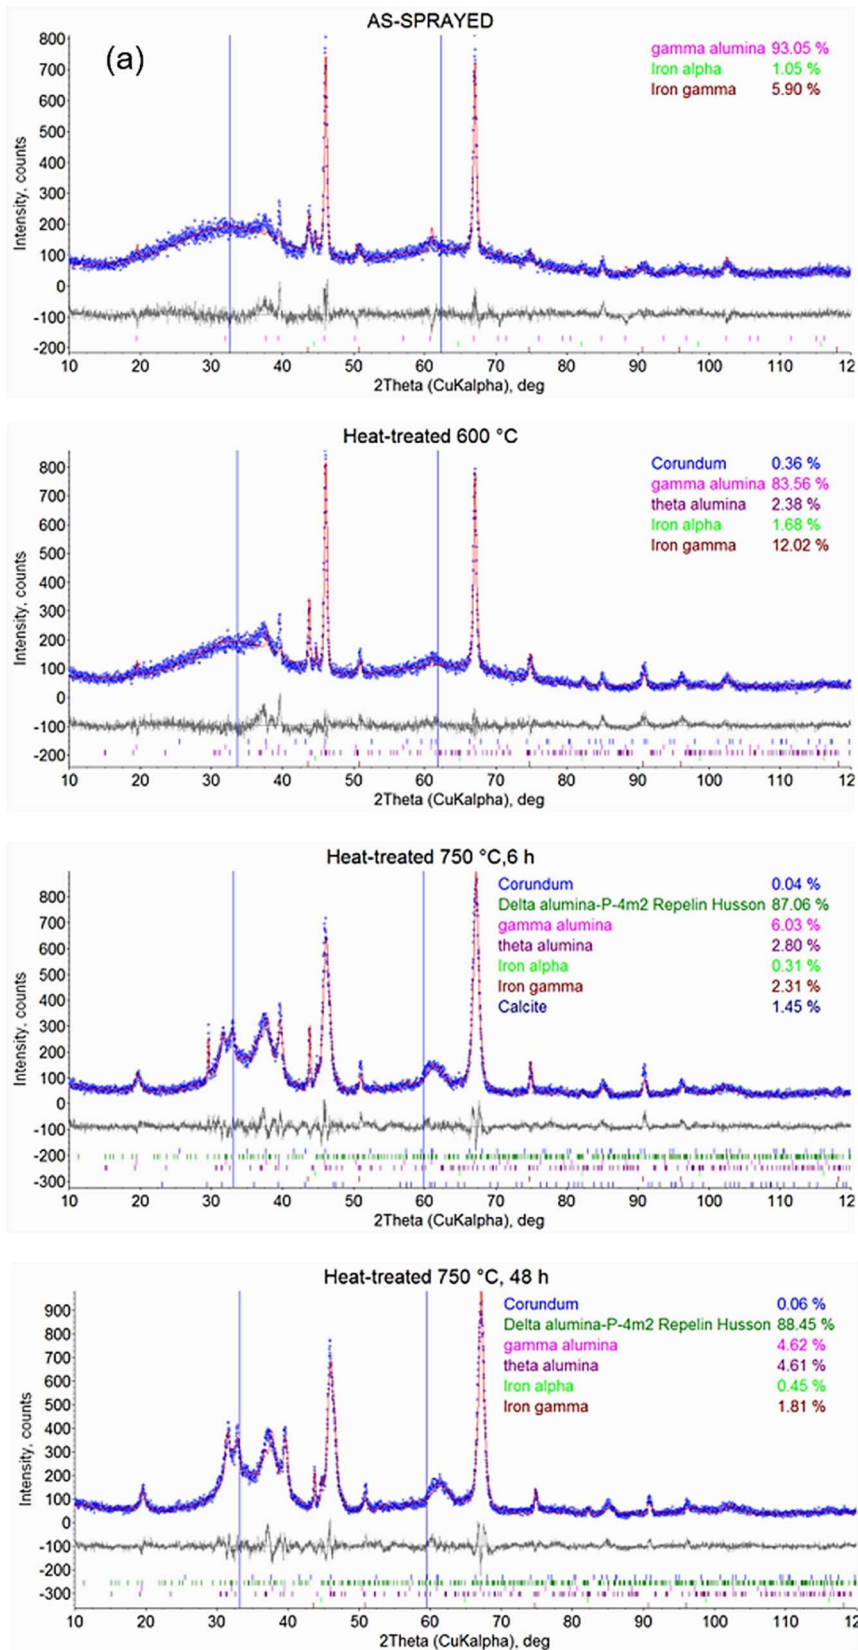 AS-SPRAYED
(a)
gamma alumina 93.05 %
Iron alpha 1.05 %
Iron gamma 5.90 %
Intensity, counts
800
700
600
500
400
300
200
100
0
-100
-200
10 20 30 40 50 60 70 80 90 100 110 12
2Theta (CuKalpha), deg
Heat-treated 600 °C
Corundum 0.36 %
gamma alumina 83.56 %
theta alumina 2.38 %
Iron alpha 1.68 %
Iron gamma 12.02 %
Intensity, counts
800
700
600
500
400
300
200
100
0
-100
-200
10 20 30 40 50 60 70 80 90 100 110 120
2Theta (CuKalpha), deg
Heat-treated 750 °C,6 h
Corundum 0.04 %
Delta alumina-P-4m2 Repelin Husson 87.06 %
gamma alumina 6.03 %
theta alumina 2.80 %
Iron alpha 0.31 %
Iron gamma 2.31 %
Calcite 1.45 %
Intensity, counts
800
700
600
500
400
300
200
100
0
-100
-200
-300
10 20 30 40 50 60 70 80 90 100 110 120
2Theta (CuKalpha), deg
Heat-treated 750 °C, 48 h
Corundum 0.06 %
Delta alumina-P-4m2 Repelin Husson 88.45 %
gamma alumina 4.62 %
theta alumina 4.61 %
Iron alpha 0.45 %
Iron gamma 1.81 %
Intensity, counts
900
800
700
600
500
400
300
200
100
0
-100
-200
-300
10 20 30 40 50 60 70 80 90 100 110 12
2Theta (CuKalpha), deg